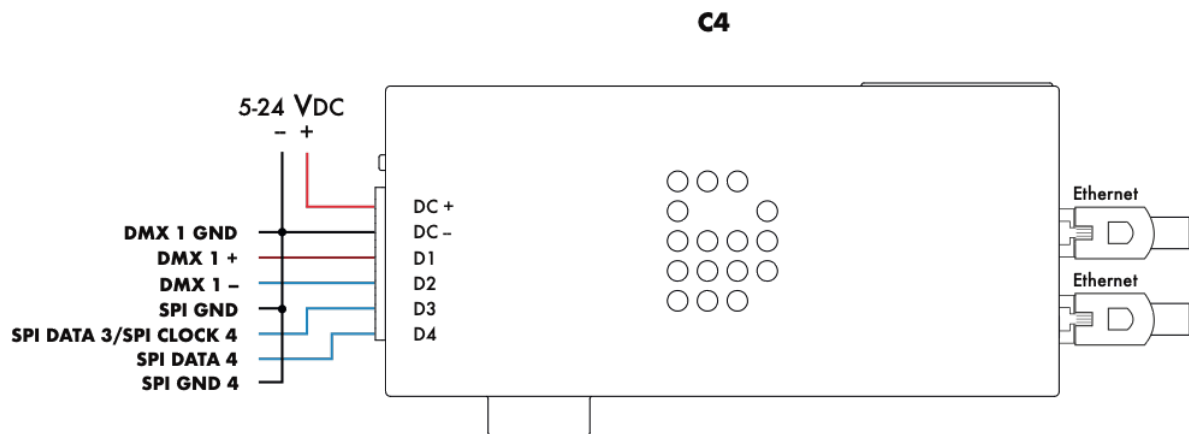 C4
5-24 VDC
– +
Ethernet
DC +
DMX 1 GND
DC –
DMX 1 +
D1
DMX 1 –
D2
Ethernet
SPI GND
D3
SPI DATA 3/SPI CLOCK 4
D4
SPI DATA 4
SPI GND 4